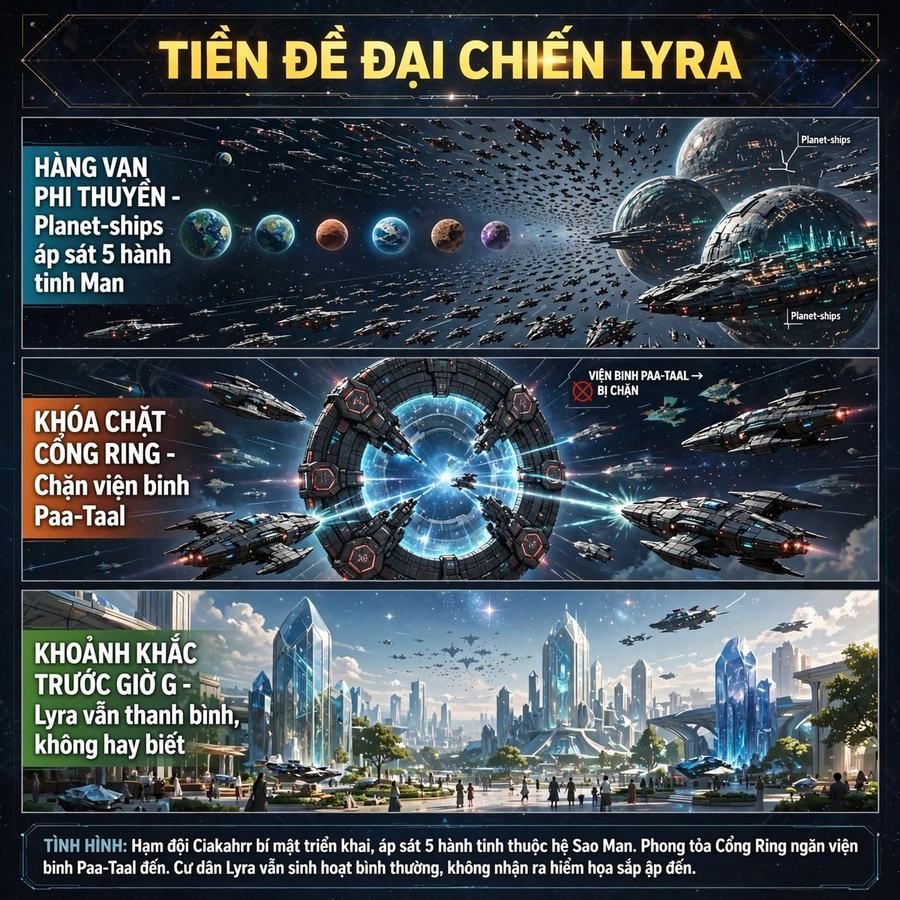 TIỀN ĐỀ ĐẠI CHIẾN LYRA
HÀNG VẠN
PHI THUYỀN -
Planet-ships
áp sát 5 hành
tinh Man
Planet-ships
Planet-ships
KHÓA CHẶT
CỔNG RING -
Chặn viện binh
Paa-Taal
VIỆN BINH PAA-TAAL →
BỊ CHẶN
KHOẢNH KHẮC
TRƯỚC GIỜ G -
Lyra vẫn thanh bình,
không hay biết
TÌNH HÌNH: Hạm đội Ciakahrr bí mật triển khai, áp sát 5 hành tinh thuộc hệ Sao Man. Phong tỏa Cổng Ring ngăn viện
binh Paa-Taal đến. Cư dân Lyra vẫn sinh hoạt bình thường, không nhận ra hiểm họa sắp ập đến.